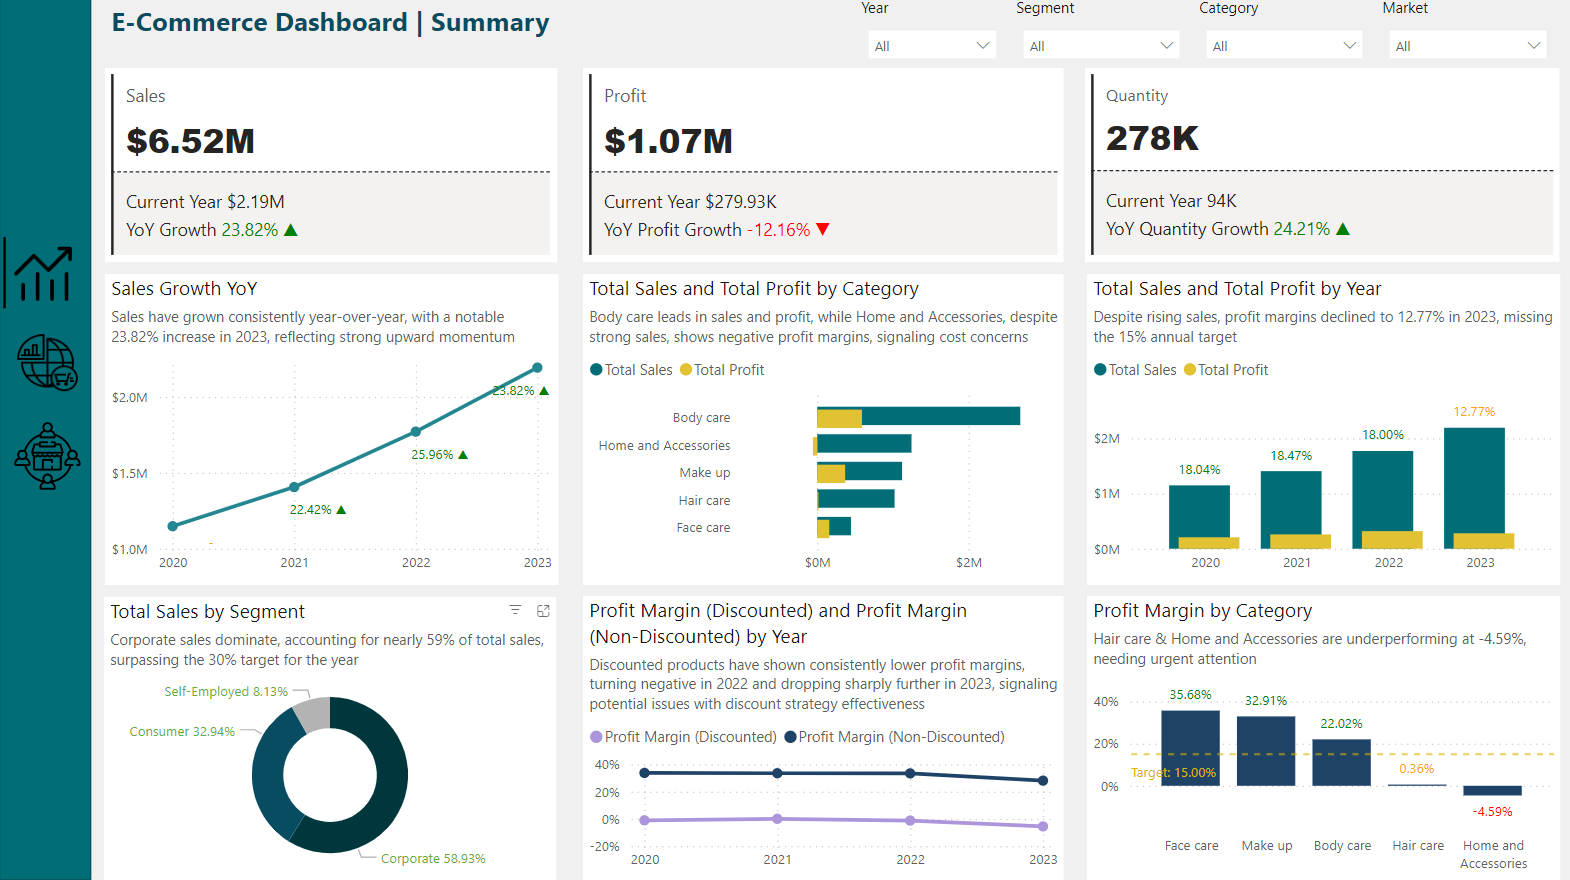 E-Commerce Dashboard | Summary
Year
Segment
Category
Market
All
All
All
All
Sales
$6.52M
Current Year $2.19M
YoY Growth 23.82% ▲
Profit
$1.07M
Current Year $279.93K
YoY Profit Growth -12.16% ▼
Quantity
278K
Current Year 94K
YoY Quantity Growth 24.21% ▲
Sales Growth YoY
Sales have grown consistently year-over-year, with a notable
23.82% increase in 2023, reflecting strong upward momentum
$2.0M
$1.5M
$1.0M
23.82% ▲
25.96% ▲
22.42% ▲
2020
2021
2022
2023
Total Sales and Total Profit by Category
Body care leads in sales and profit, while Home and Accessories, despite
strong sales, shows negative profit margins, signaling cost concerns
Total Sales
Total Profit
Body care
Home and Accessories
Make up
Hair care
Face care
$0M
$2M
Total Sales and Total Profit by Year
Despite rising sales, profit margins declined to 12.77% in 2023, missing
the 15% annual target
Total Sales
Total Profit
$2M
$1M
$0M
18.04%
18.47%
18.00%
12.77%
2020
2021
2022
2023
Total Sales by Segment
Corporate sales dominate, accounting for nearly 59% of total sales,
surpassing the 30% target for the year
Self-Employed 8.13%
Consumer 32.94%
Corporate 58.93%
Profit Margin (Discounted) and Profit Margin
(Non-Discounted) by Year
Discounted products have shown consistently lower profit margins,
turning negative in 2022 and dropping sharply further in 2023, signaling
potential issues with discount strategy effectiveness
Profit Margin (Discounted)
Profit Margin (Non-Discounted)
40%
20%
0%
-20%
2020
2021
2022
2023
Profit Margin by Category
Hair care & Home and Accessories are underperforming at -4.59%,
needing urgent attention
40%
20%
0%
35.68%
32.91%
22.02%
0.36%
-4.59%
Target: 15.00%
Face care
Make up
Body care
Hair care
Home and
Accessories